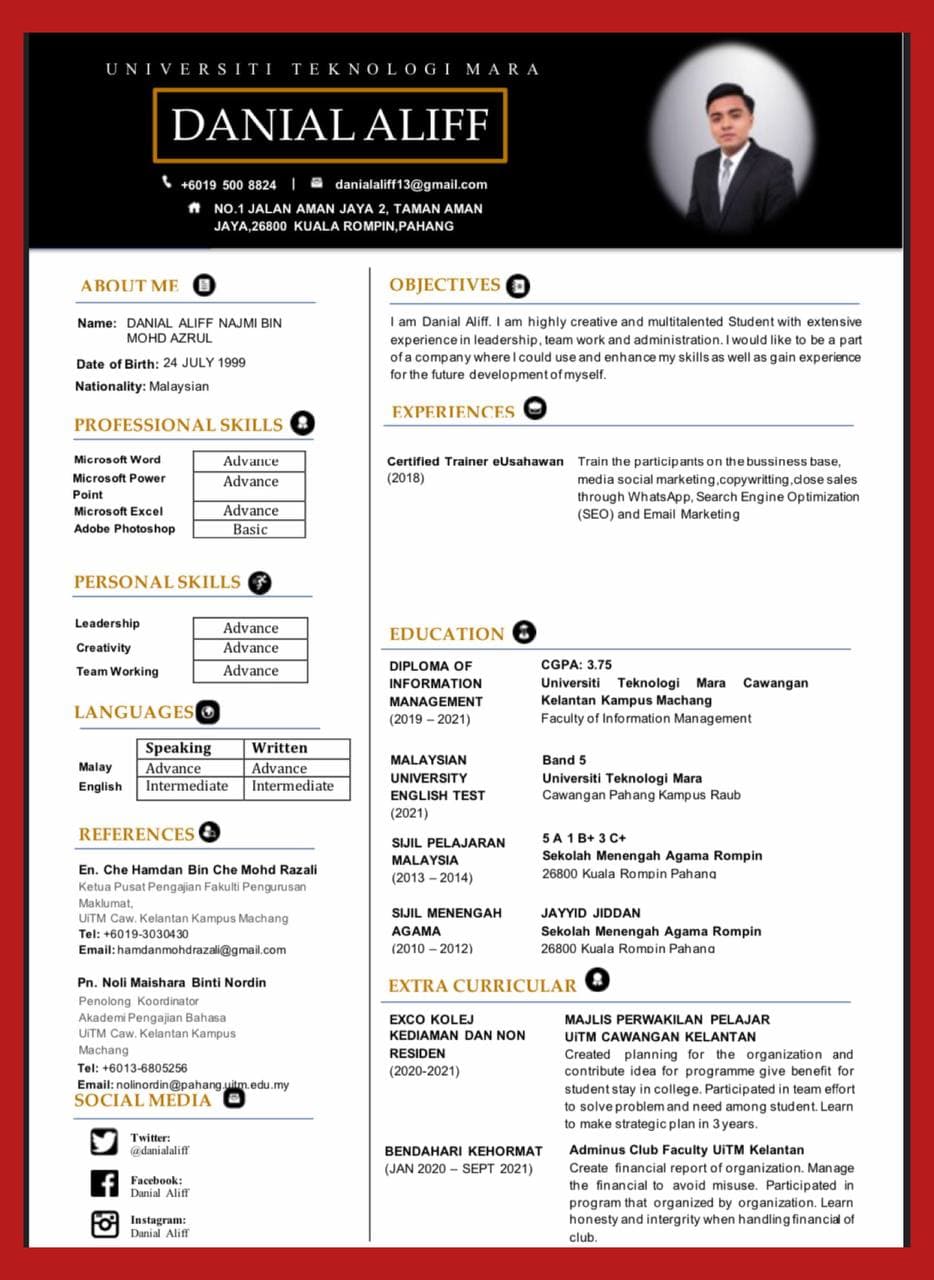 UNIVERSITI TEKNOLOGI MARA
DANIAL ALIFF
+6019 500 8824 | danialaliff13@gmail.com
NO.1 JALAN AMAN JAYA 2, TAMAN AMAN
JAYA,26800 KUALA ROMPIN,PAHANG
ABOUT ME
Name: DANIAL ALIFF NAJMI BIN
MOHD AZRUL
Date of Birth: 24 JULY 1999
Nationality: Malaysian
PROFESSIONAL SKILLS
Microsoft Word Advance
Microsoft Power Advance
Point
Microsoft Excel Advance
Adobe Photoshop Basic
PERSONAL SKILLS
Leadership Advance
Creativity Advance
Team Working Advance
LANGUAGES
Speaking Written
Malay Advance Advance
English Intermediate Intermediate
REFERENCES
En. Che Hamdan Bin Che Mohd Razali
Ketua Pusat Pengajian Fakulti Pengurusan
Maklumat,
UiTM Caw. Kelantan Kampus Machang
Tel: +6019-3030430
Email: hamdanmohdrazali@gmail.com
Pn. Noli Maishara Binti Nordin
Penolong Koordinator
Akademi Pengajian Bahasa
UiTM Caw. Kelantan Kampus
Machang
Tel: +6013-6805256
Email: nolinordin@pahang.uitm.edu.my
SOCIAL MEDIA
Twitter:
@danialaliff
Facebook:
Danial Aliff
Instagram:
Danial Aliff
OBJECTIVES
I am Danial Aliff. I am highly creative and multitalented Student with extensive
experience in leadership, team work and administration. I would like to be a part
of a company where I could use and enhance my skills as well as gain experience
for the future development of myself.
EXPERIENCES
Certified Trainer eUsahawan Train the participants on the bussiness base,
(2018) media social marketing,copywritting,close sales
through WhatsApp, Search Engine Optimization
(SEO) and Email Marketing
EDUCATION
DIPLOMA OF CGPA: 3.75
INFORMATION Universiti Teknologi Mara Cawangan
MANAGEMENT Kelantan Kampus Machang
(2019 – 2021) Faculty of Information Management
MALAYSIAN Band 5
UNIVERSITY Universiti Teknologi Mara
ENGLISH TEST Cawangan Pahang Kampus Raub
(2021)
SIJIL PELAJARAN 5 A 1 B+ 3 C+
MALAYSIA Sekolah Menengah Agama Rompin
(2013 – 2014) 26800 Kuala Rompin Pahang
SIJIL MENENGAH JAYYID JIDDAN
AGAMA Sekolah Menengah Agama Rompin
(2010 – 2012) 26800 Kuala Rompin Pahang
EXTRA CURRICULAR
EXCO KOLEJ MAJLIS PERWAKILAN PELAJAR
KEDIAMAN DAN NON UiTM CAWANGAN KELANTAN
RESIDEN Created planning for the organization and
(2020-2021) contribute idea for programme give benefit for
student stay in college. Participated in team effort
to solve problem and need among student. Learn
to make strategic plan in 3 years.
BENDAHARI KEHORMAT Adminus Club Faculty UiTM Kelantan
(JAN 2020 – SEPT 2021) Create financial report of organization. Manage
the financial to avoid misuse. Participated in
program that organized by organization. Learn
honesty and intergrity when handling financial of
club.